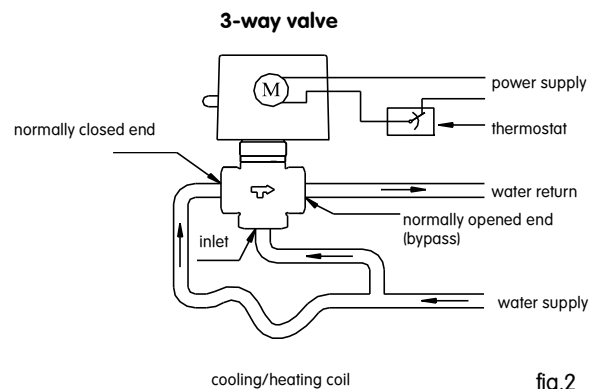 3-way valve
M
power supply
thermostat
normally closed end
water return
normally opened end
(bypass)
inlet
water supply
cooling/heating coil
fig.2